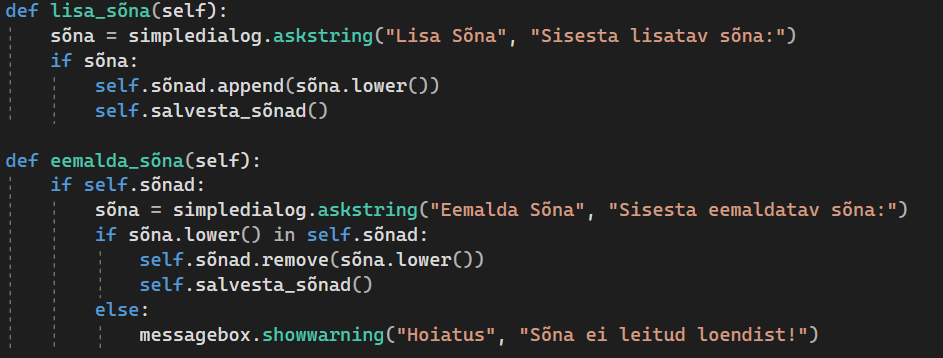 def lisa_sõna(self):
    sõna = simpledialog.askstring("Lisa Sõna", "Sisesta lisatav sõna:")
    if sõna:
        self.sõnad.append(sõna.lower())
        self.salvesta_sõnad()

def eemalda_sõna(self):
    if self.sõnad:
        sõna = simpledialog.askstring("Eemalda Sõna", "Sisesta eemaldatav sõna:")
        if sõna.lower() in self.sõnad:
            self.sõnad.remove(sõna.lower())
            self.salvesta_sõnad()
        else:
            messagebox.showwarning("Hoiatus", "Sõna ei leitud loendist!")